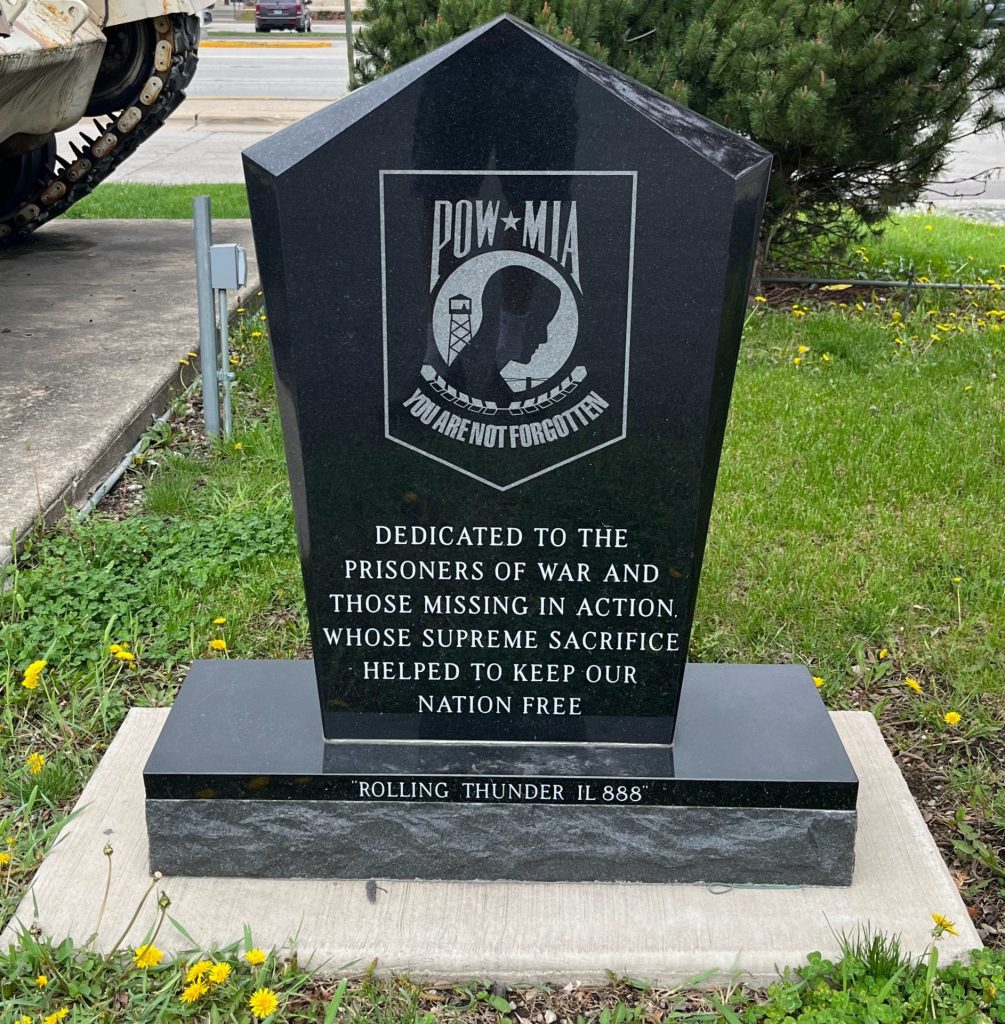 POW★MIA
YOU ARE NOT FORGOTTEN
DEDICATED TO THE
PRISONERS OF WAR AND
THOSE MISSING IN ACTION,
WHOSE SUPREME SACRIFICE
HELPED TO KEEP OUR
NATION FREE
"ROLLING THUNDER IL 888"